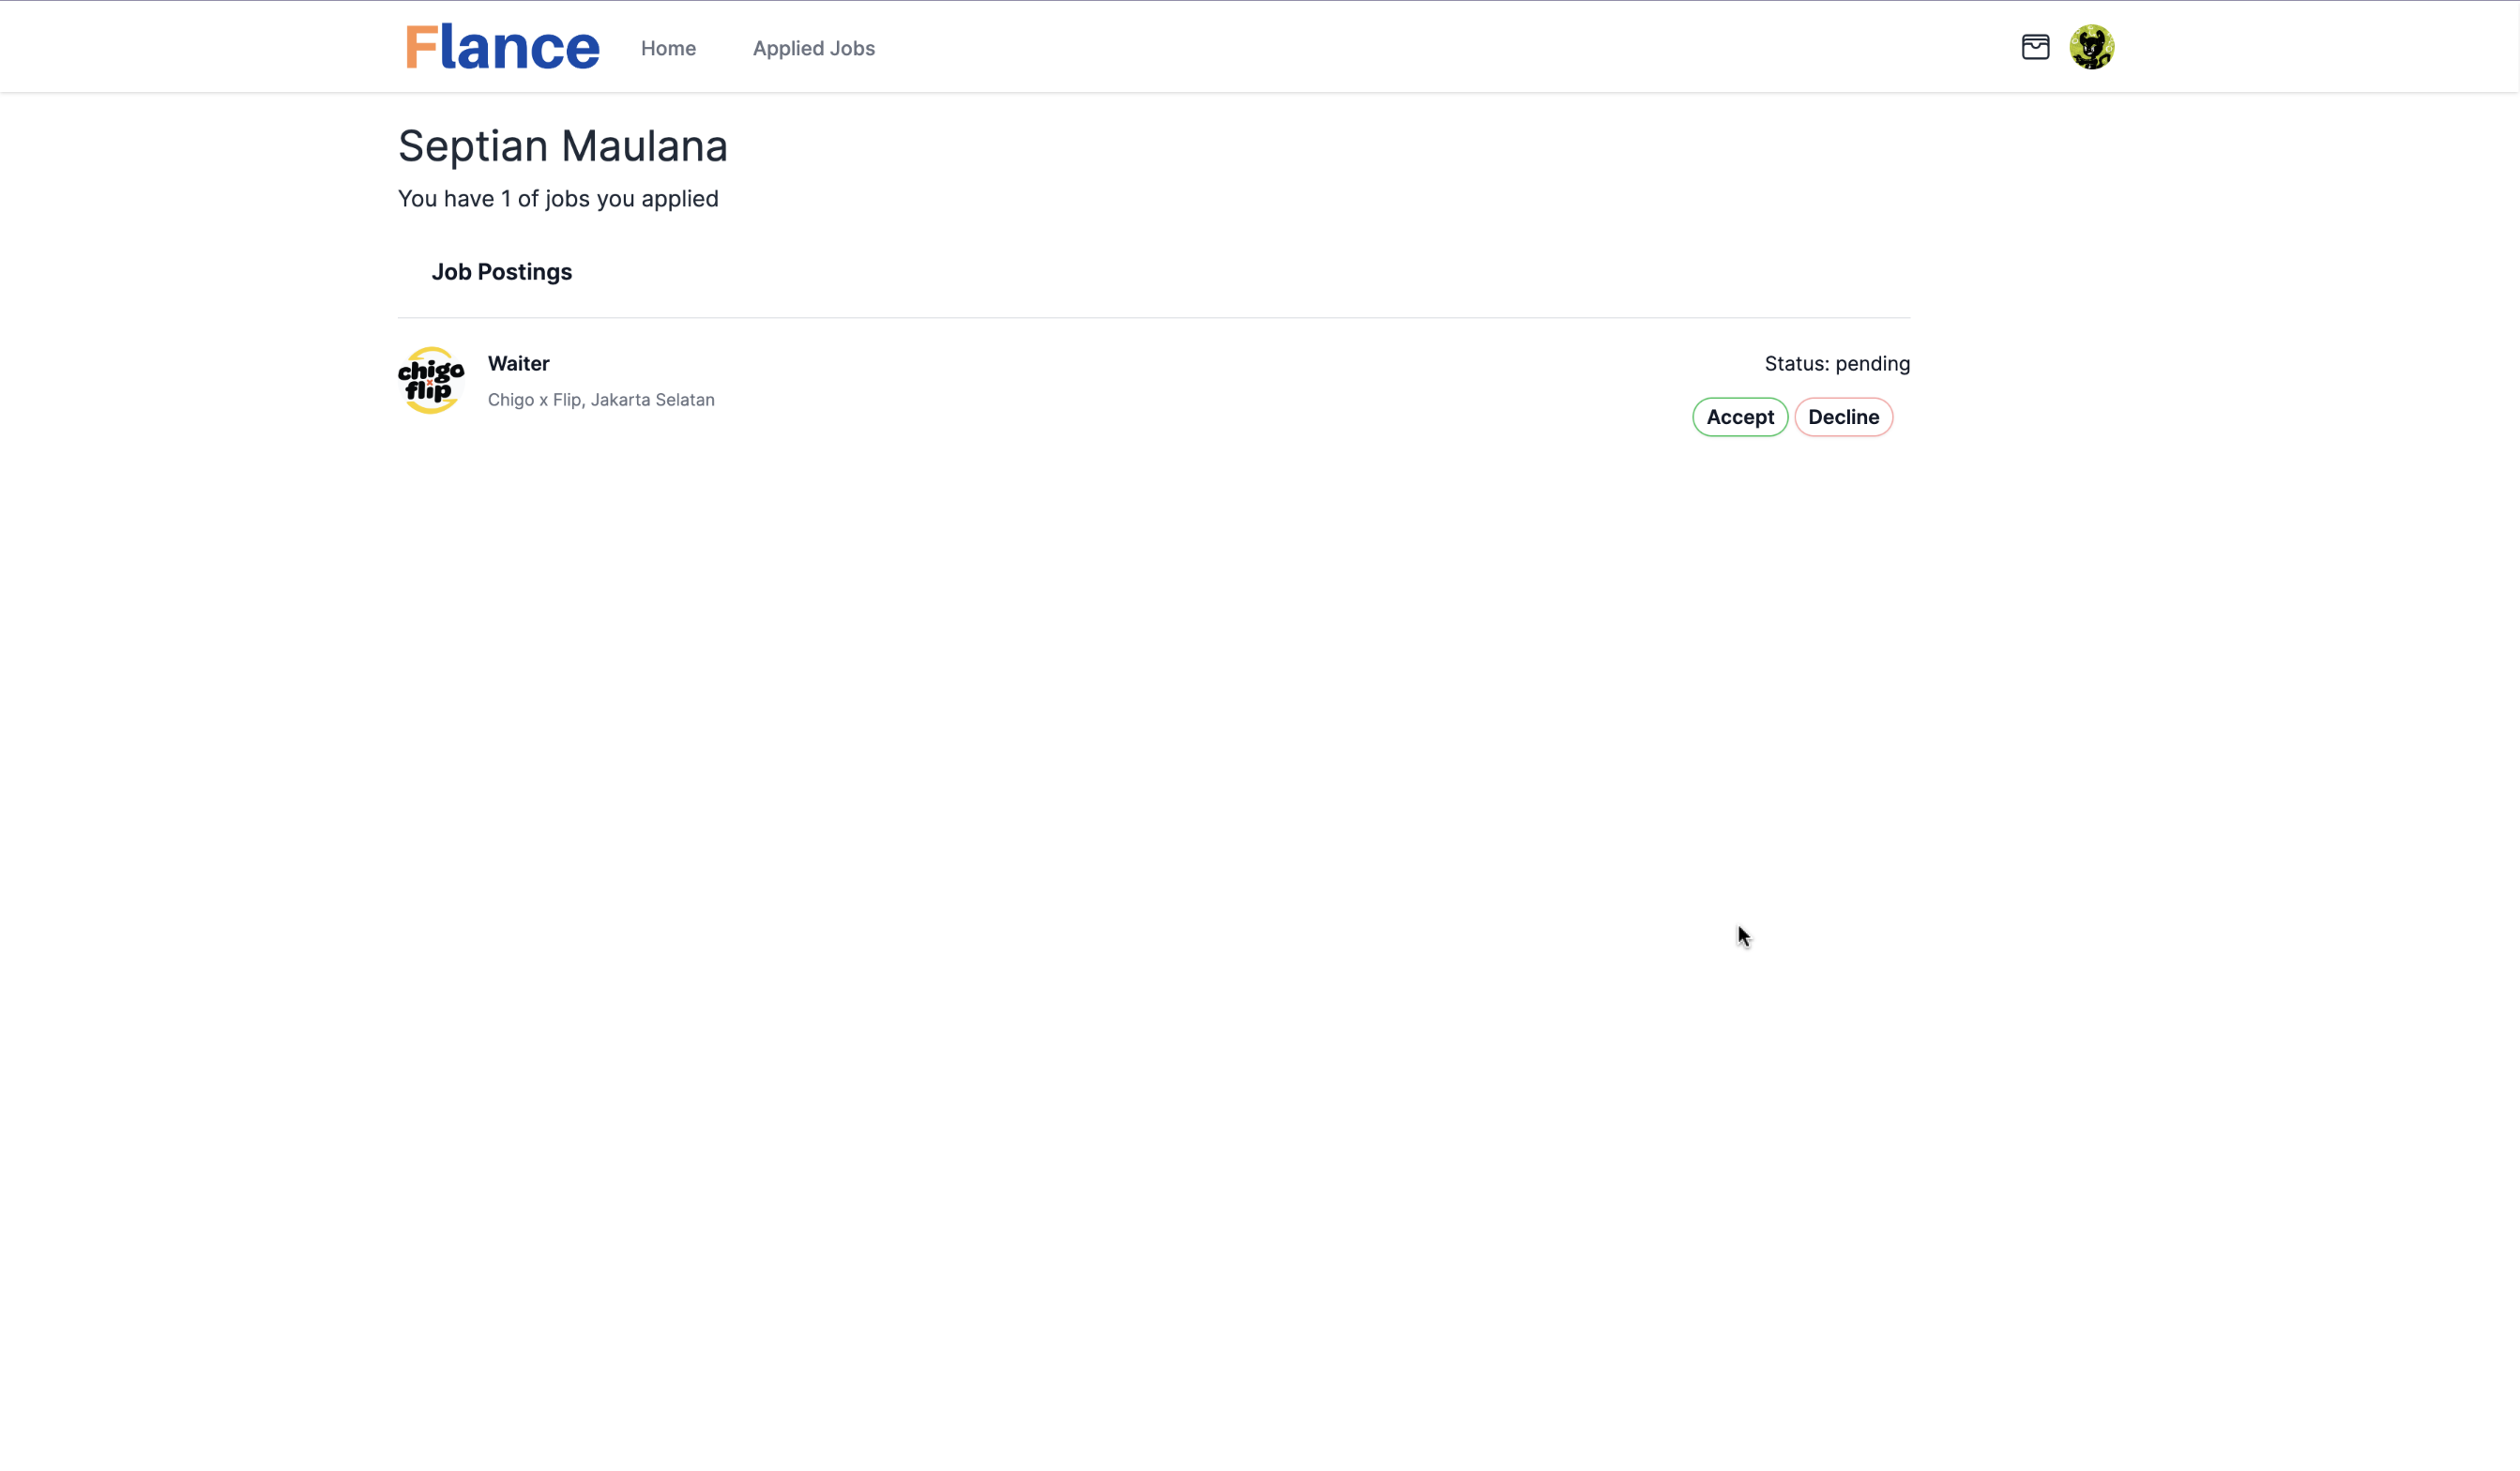 Flance
Home
Applied Jobs
Septian Maulana
You have 1 of jobs you applied
Job Postings
chigo
x
flip
Waiter
Chigo x Flip, Jakarta Selatan
Status: pending
Accept
Decline